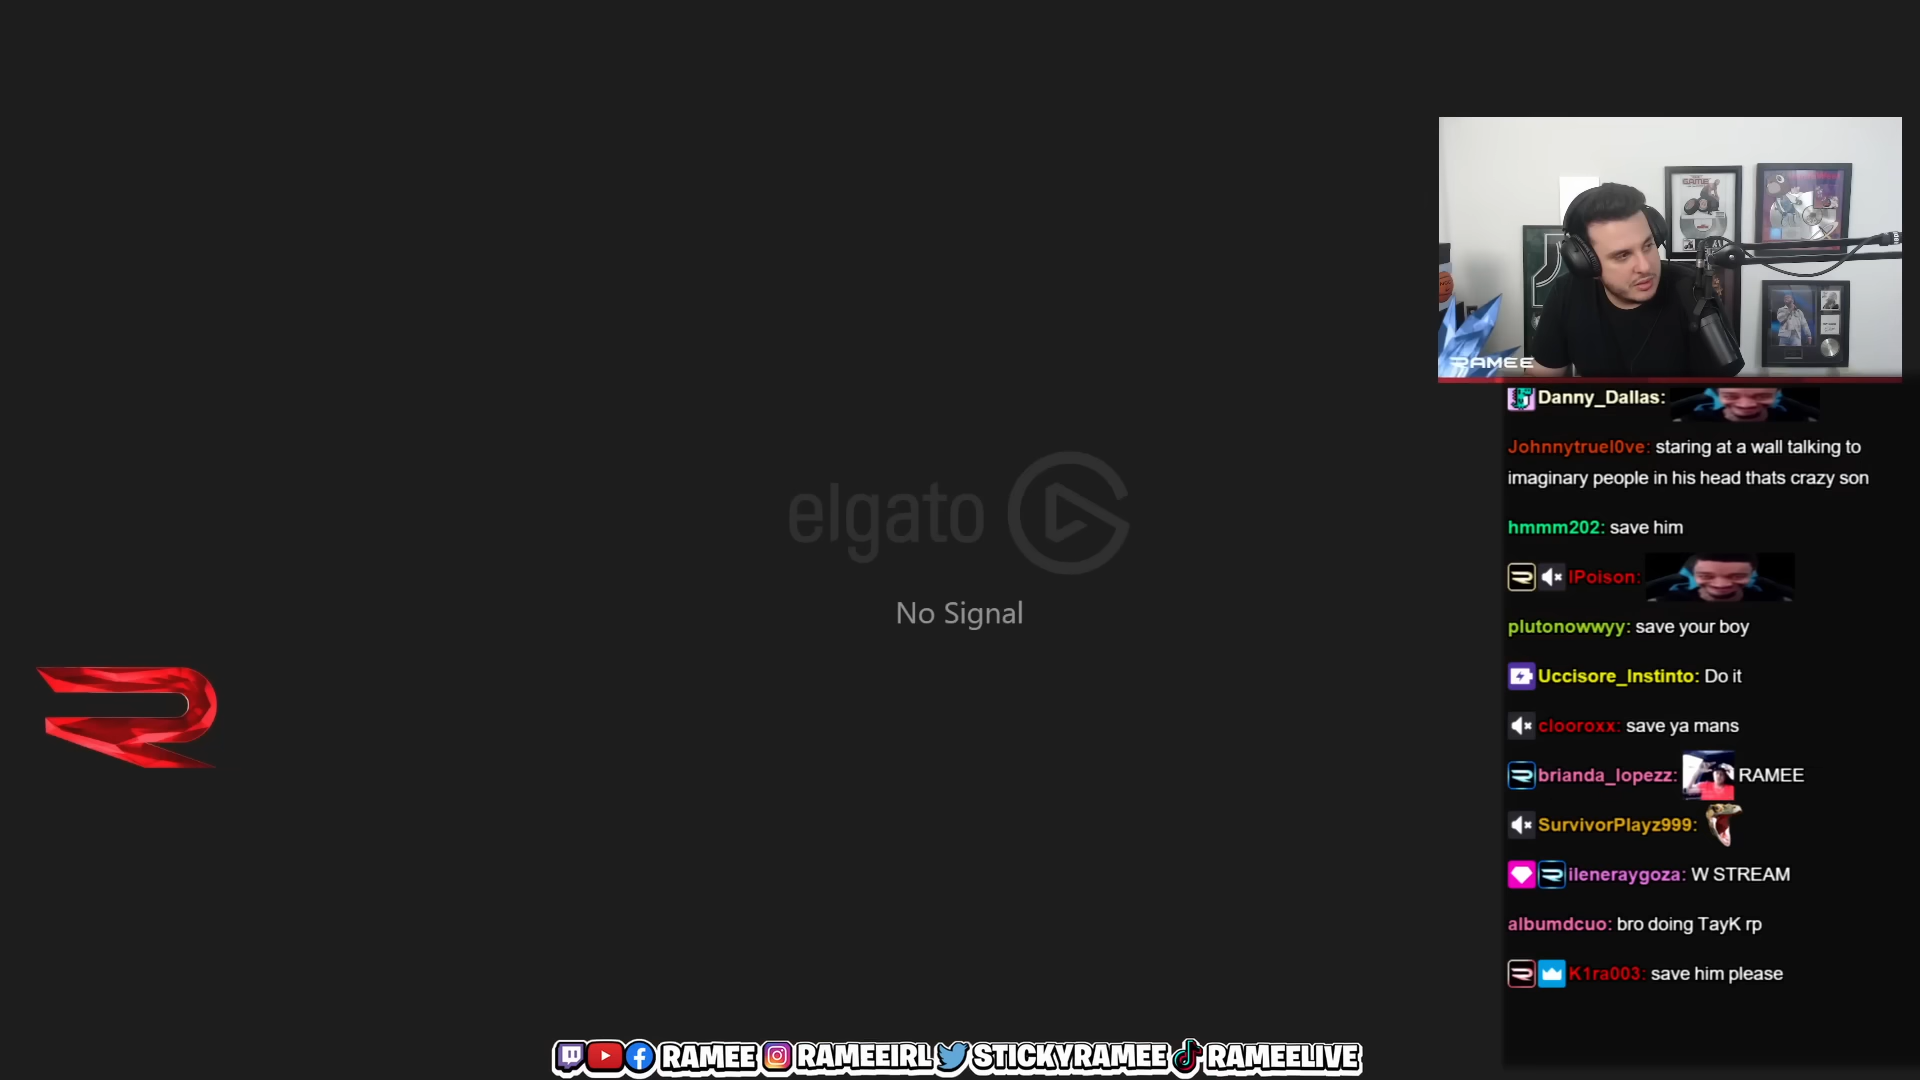 elgato
No Signal
GAME
RAMEE
Danny_Dallas:
Johnnytruel0ve: staring at a wall talking to
imaginary people in his head thats crazy son
hmmm202: save him
IPoison:
plutonowwyy: save your boy
Uccisore_Instinto: Do it
clooroxx: save ya mans
brianda_lopezz: RAMEE
SurvivorPlayz999:
ileneraygoza: W STREAM
albumdcuo: bro doing TayK rp
K1ra003: save him please
RAMEE RAMEEIRL STICKYRAMEE RAMEELIVE